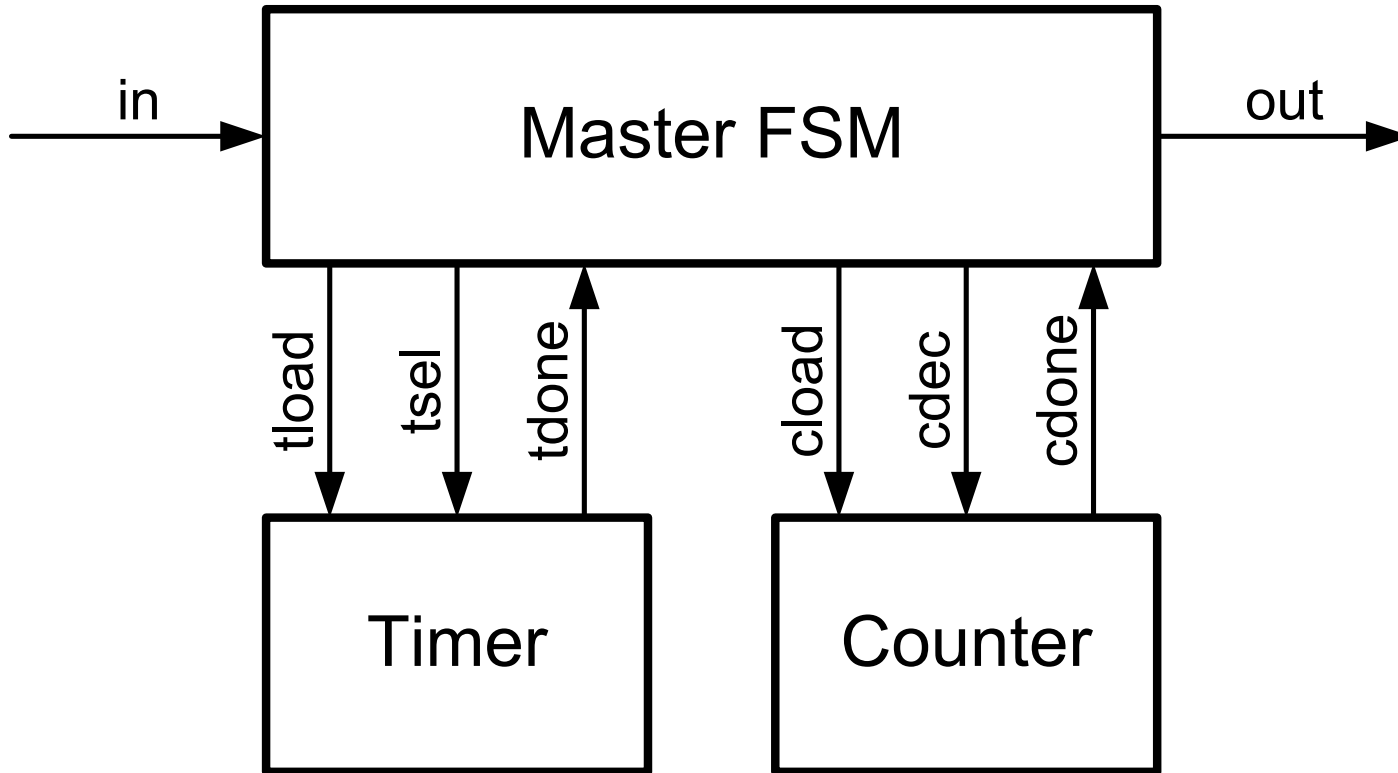 in
Master FSM
out
tload
tsel
tdone
cload
cdec
cdone
Timer
Counter